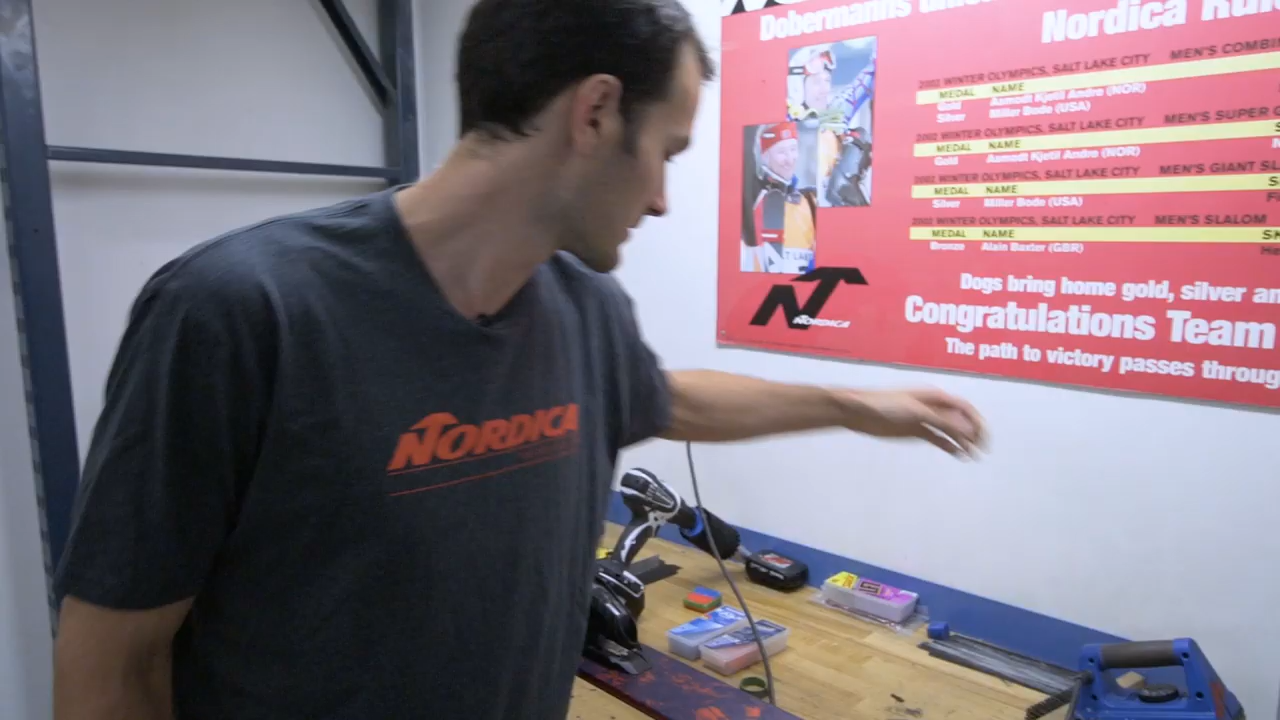 Dobermanns
Nordica
2002 WINTER OLYMPICS, SALT LAKE CITY MEN'S
MEDAL NAME
Gold Aamodt Kjetil Andre (NOR)
Silver Miller Bode (USA)
2002 WINTER OLYMPICS, SALT LAKE CITY MEN'S SUPER
MEDAL NAME
Gold Aamodt Kjetil Andre (NOR)
2002 WINTER OLYMPICS, SALT LAKE CITY MEN'S GIANT
MEDAL NAME
Silver Miller Bode (USA)
2002 WINTER OLYMPICS, SALT LAKE CITY MEN'S SLALOM
MEDAL NAME
Bronze Alain Baxter (GBR)
Dogs bring home gold, silver
Congratulations Team
The path to victory passes
NORDICA
NORDICA